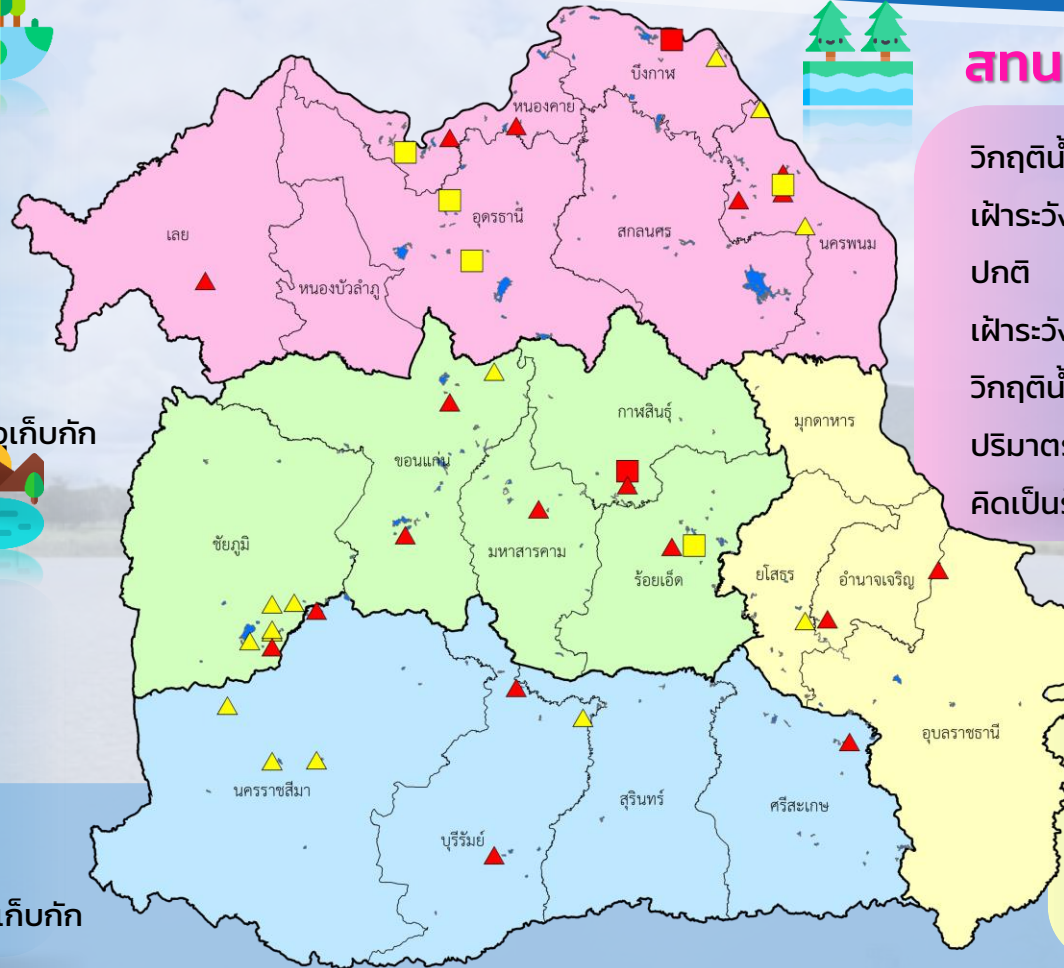 สทน
วิกฤติน้
เฝ้าระวัง
ปกติ
เฝ้าระวัง
วิกฤติน้
ปริมาตร
คิดเป็นร
บึงกาฬ
หนองคาย
เลย
อุดรธานี
สกลนคร
นครพนม
หนองบัวลำภู
กาฬสินธุ์
มุกดาหาร
ขอนแก่น
ชัยภูมิ
มหาสารคาม
ร้อยเอ็ด
ยโสธร
อำนาจเจริญ
อุบลราชธานี
นครราชสีมา
สุรินทร์
ศรีสะเกษ
บุรีรัมย์
เก็บกัก
เก็บกัก